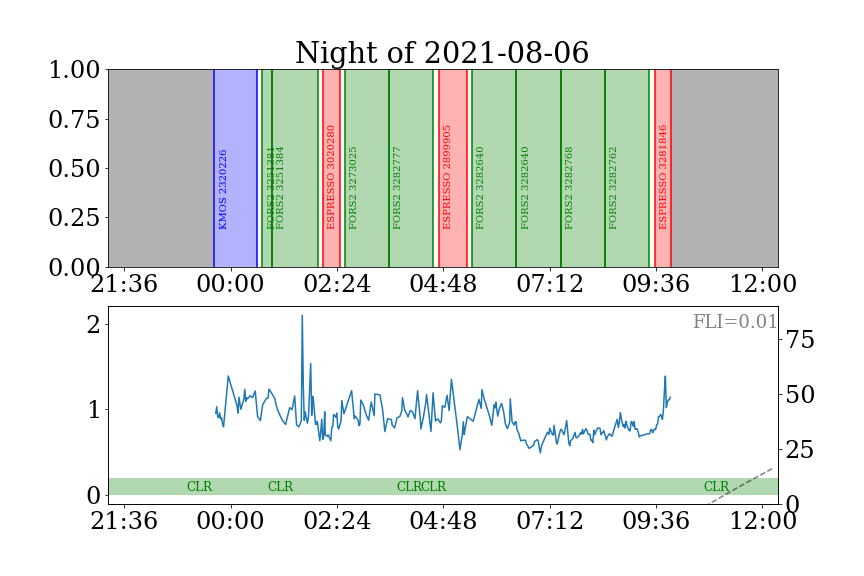 Night of 2021-08-06
1.00
0.75
0.50
0.25
0.00
KMOS 2320226
FORS2 3251381
FORS2 3251384
ESPRESSO 3020280
FORS2 3273025
FORS2 3282777
ESPRESSO 2899905
FORS2 3282640
FORS2 3282640
FORS2 3282768
FORS2 3282762
ESPRESSO 3281846
21:36 00:00 02:24 04:48 07:12 09:36 12:00
FLI=0.01
2
1
0
75
50
25
0
CLR CLR CLR CLR CLR
21:36 00:00 02:24 04:48 07:12 09:36 12:00